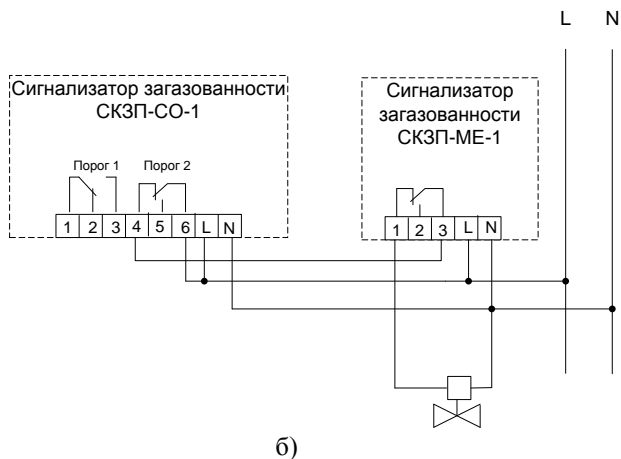 L N
Сигнализатор загазованности
СКЗП-СО-1
Порог 1 Порог 2
1 2 3 4 5 6 L N
Сигнализатор
загазованности
СКЗП-МЕ-1
1 2 3 L N
б)